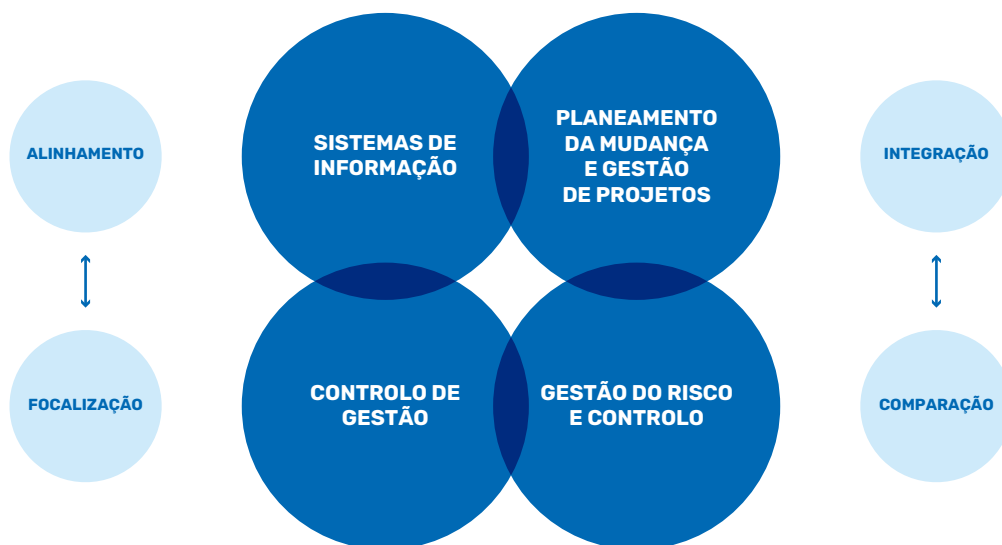 ALINHAMENTO
SISTEMAS DE
INFORMAÇÃO
PLANEAMENTO
DA MUDANÇA
E GESTÃO
DE PROJETOS
INTEGRAÇÃO
FOCALIZAÇÃO
CONTROLO DE
GESTÃO
GESTÃO DO RISCO
E CONTROLO
COMPARAÇÃO